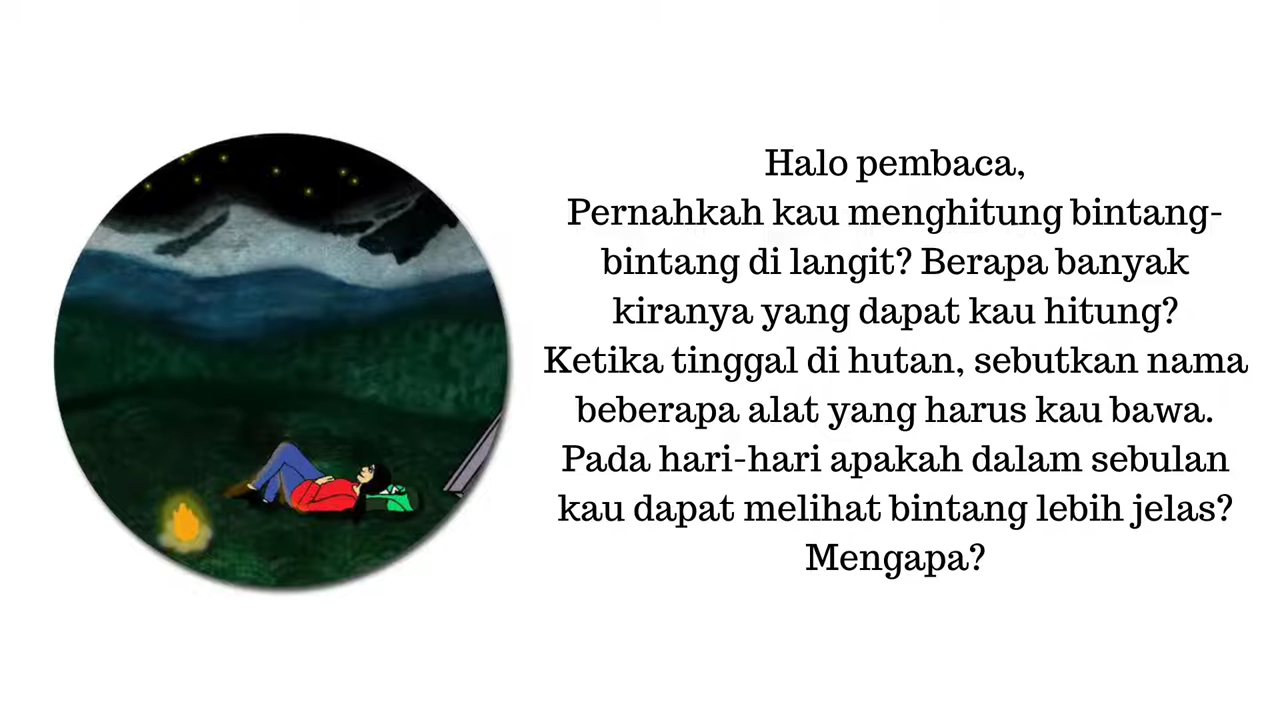 Halo pembaca,
Pernahkah kau menghitung bintang-
bintang di langit? Berapa banyak
kiranya yang dapat kau hitung?
Ketika tinggal di hutan, sebutkan nama
beberapa alat yang harus kau bawa.
Pada hari-hari apakah dalam sebulan
kau dapat melihat bintang lebih jelas?
Mengapa?